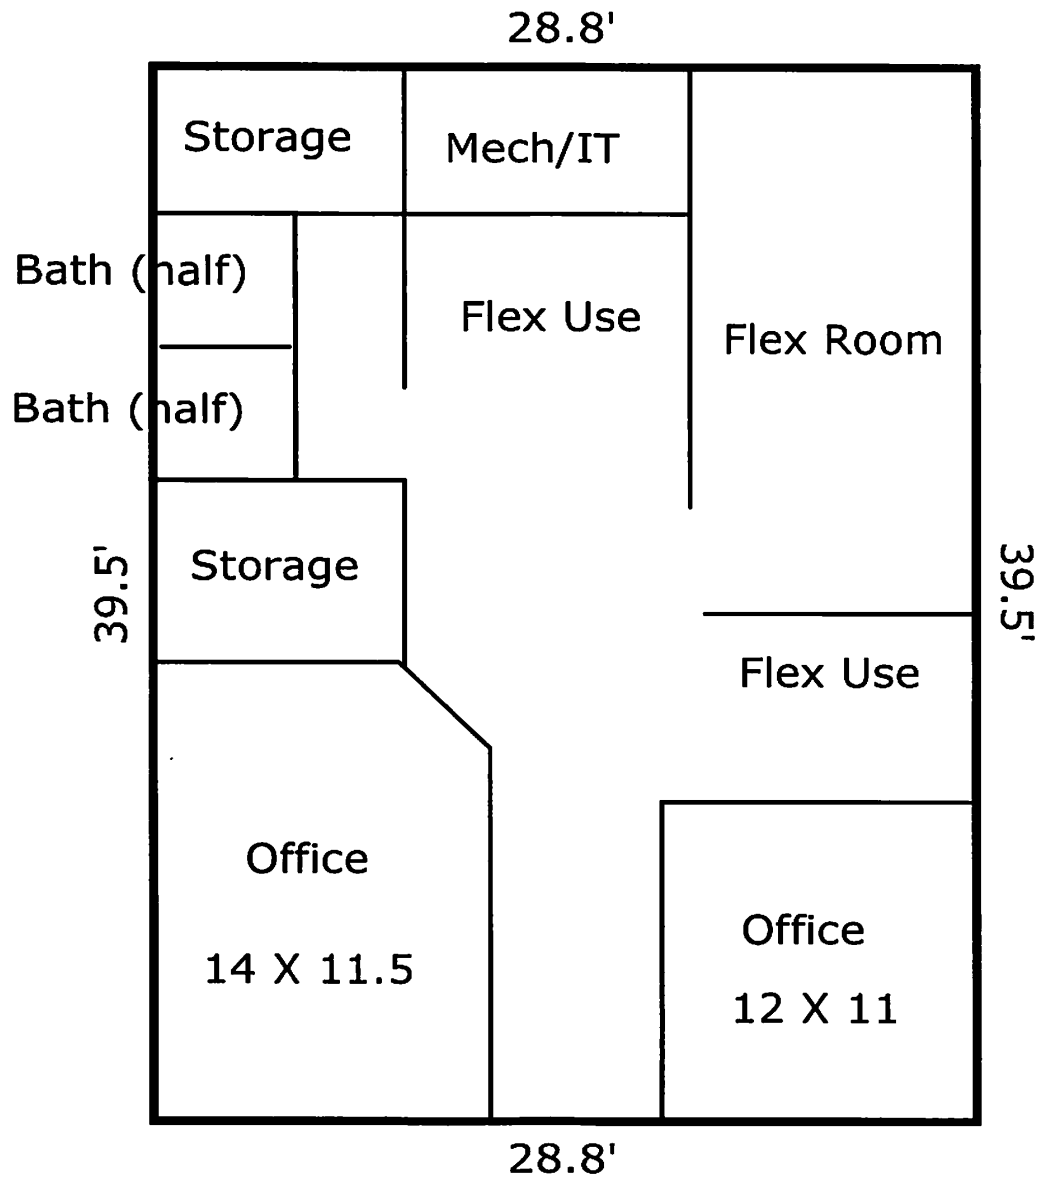 28.8'
Storage
Mech/IT
Bath (half)
Flex Use
Flex Room
Bath (half)
39.5'
Storage
39.5'
Flex Use
Office
14 X 11.5
Office
12 X 11
28.8'